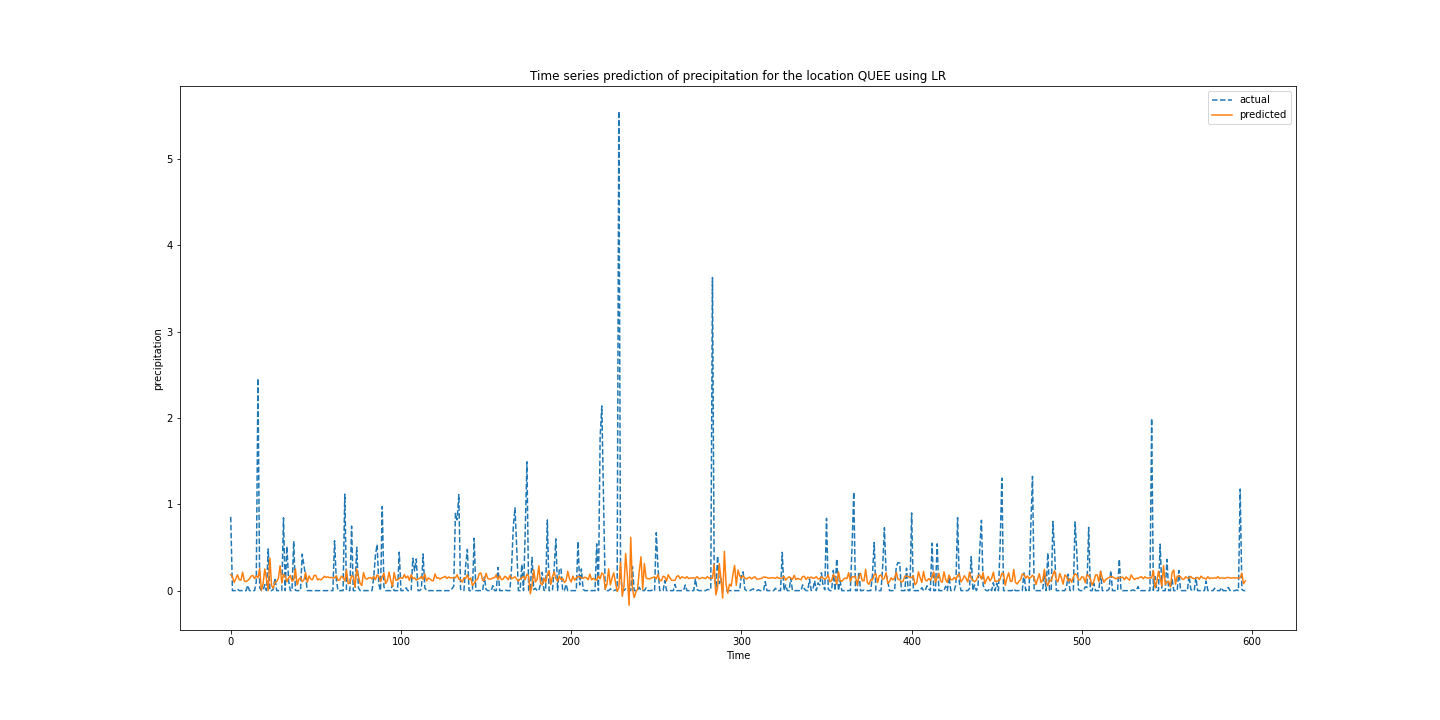 Time series prediction of precipitation for the location QUEE using LR
actual
predicted
5
4
3
2
1
0
precipitation
0 100 200 300 400 500 600
Time